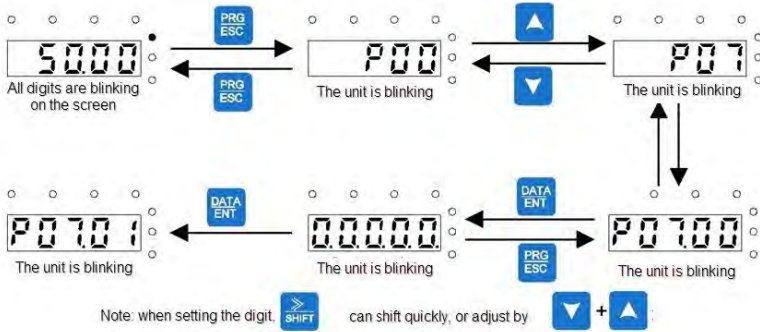 PRG
ESC
50.00
P00
P07
PRG
ESC
All digits are blinking
on the screen
The unit is blinking
The unit is blinking
DATA
ENT
DATA
ENT
P07.01
0.0.0.0.0.
P07.00
PRG
ESC
The unit is blinking
The unit is blinking
The unit is blinking
Note: when setting the digit, SHIFT can shift quickly, or adjust by + .